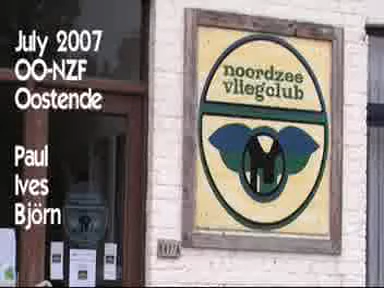 July 2007
OO-NZF
Oostende
Paul
Ives
Björn
noordzee
vliegclub